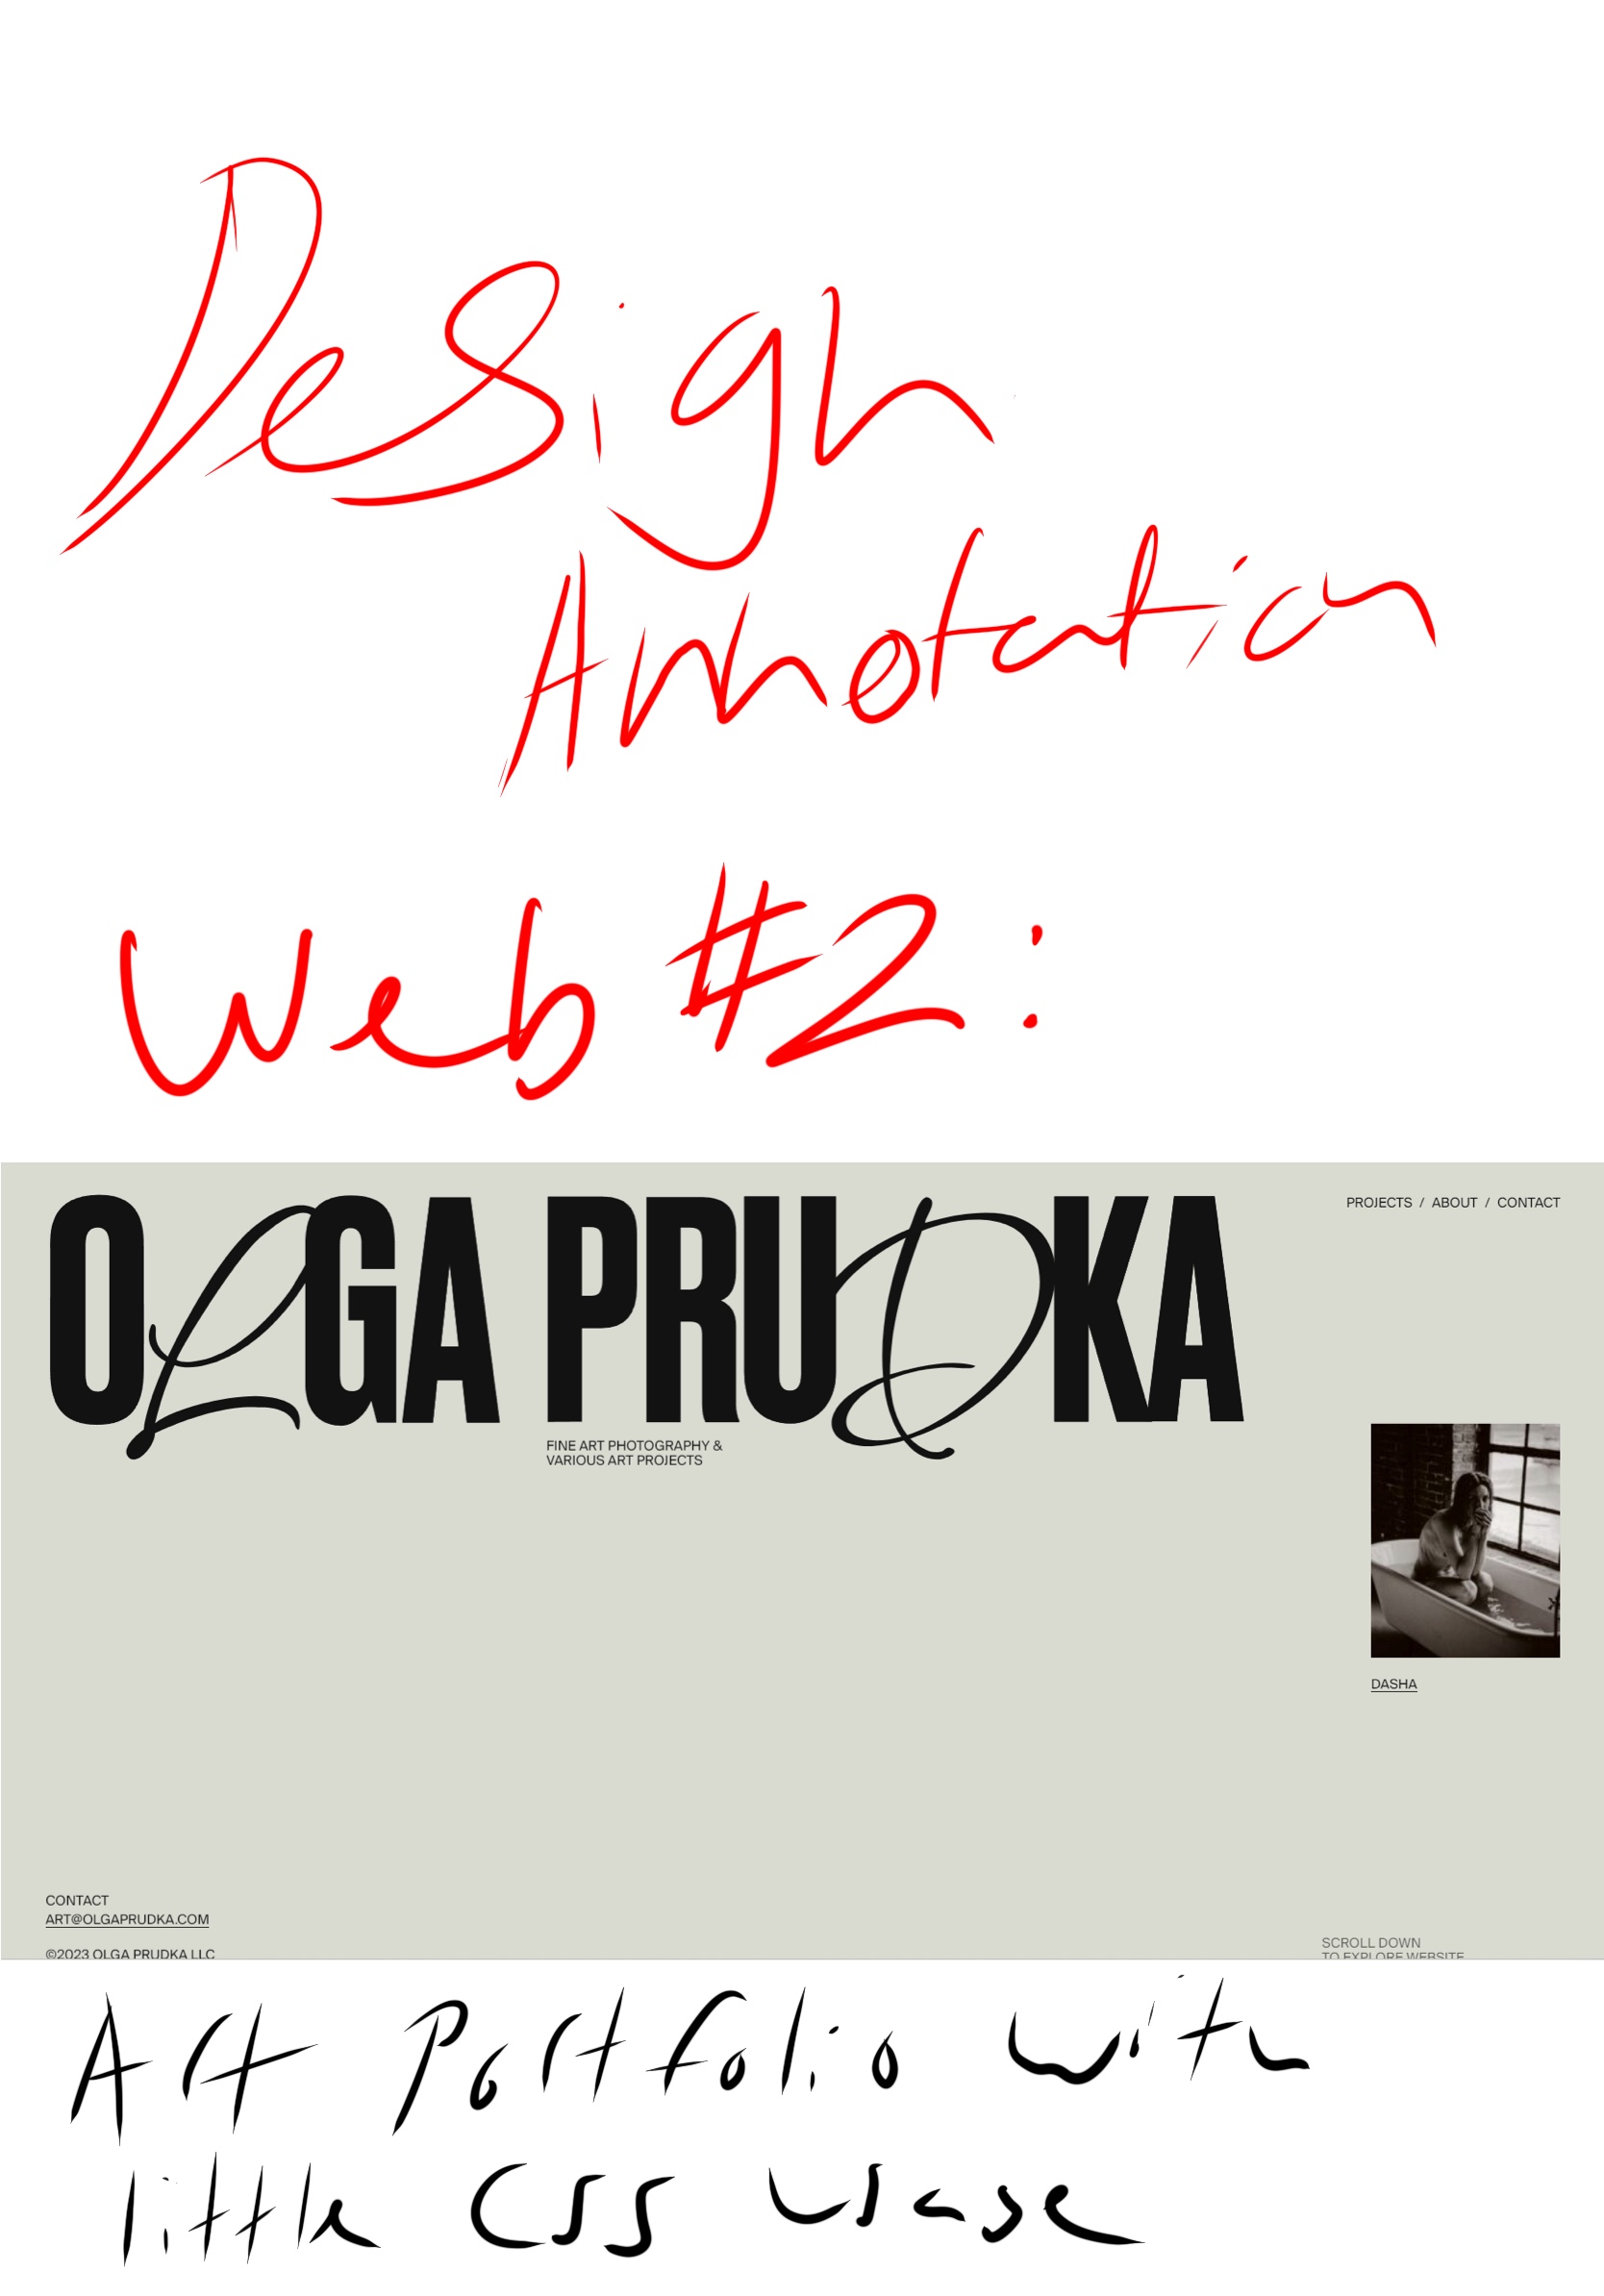 Design
Annotation
Web #2:
OLGA PRUDKA
PROJECTS / ABOUT / CONTACT
FINE ART PHOTOGRAPHY &
VARIOUS ART PROJECTS
DASHA
CONTACT
ART@OLGAPRUDKA.COM
©2023 OLGA PRUDKA LLC
SCROLL DOWN
TO EXPLORE WEBSITE
Art Portfolio with
little CSS usage